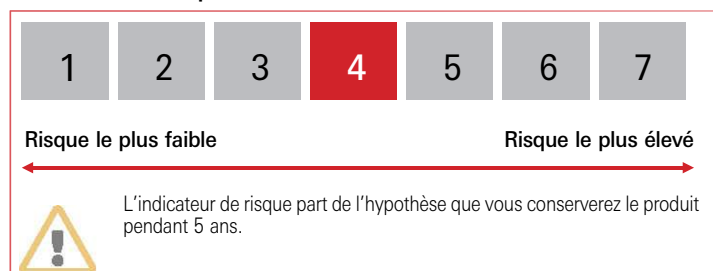 1 2 3 4 5 6 7
Risque le plus faible Risque le plus élevé
L'indicateur de risque part de l'hypothèse que vous conserverez le produit
pendant 5 ans.